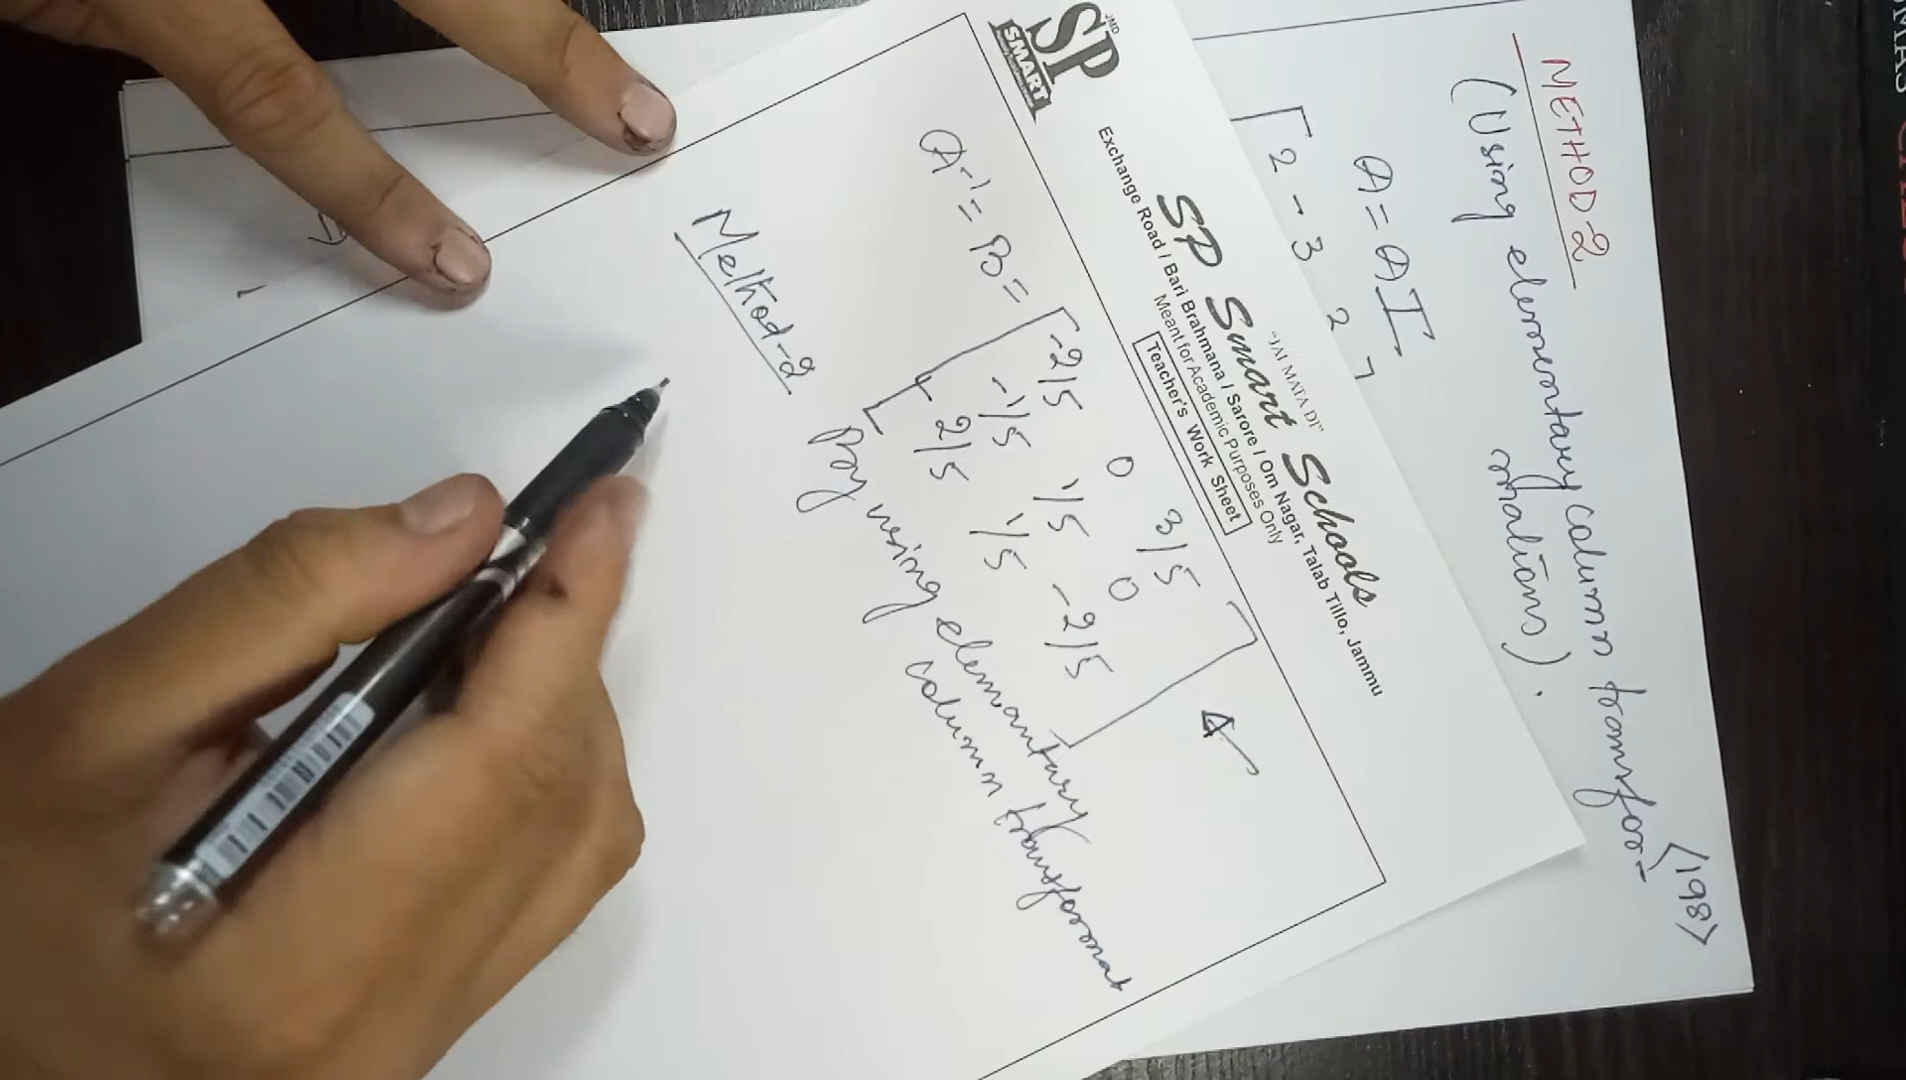 JMD
SP
SMART
"JAI MATA DI"
SP Smart Schools
Exchange Road / Bari Brahmana / Sarore / Om Nagar, Talab Tillo, Jammu
Meant for Academic Purposes Only
Teacher's Work Sheet
A⁻¹ = B = [ -2/5 0 3/5
-1/5 1/5 0
2/5 1/5 -2/5 ]
Method-2 By using elemantary
column transformat
<198>
METHOD-2
(Using elementary column transfor-
mations).
A = AI
[ 2 -3 2 ]